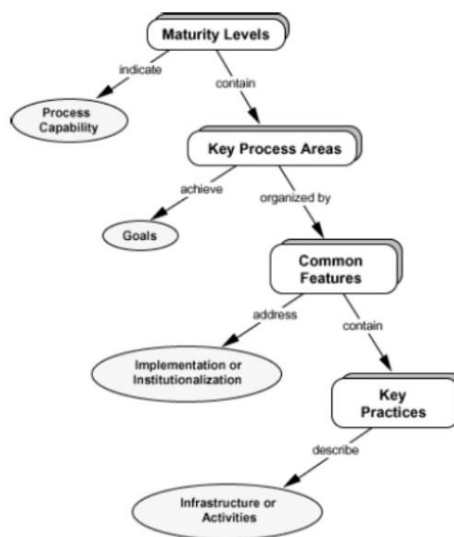 Maturity Levels
indicate
contain
Process
Capability
Key Process Areas
achieve
organized by
Goals
Common
Features
address
contain
Implementation or
Institutionalization
Key
Practices
describe
Infrastructure or
Activities